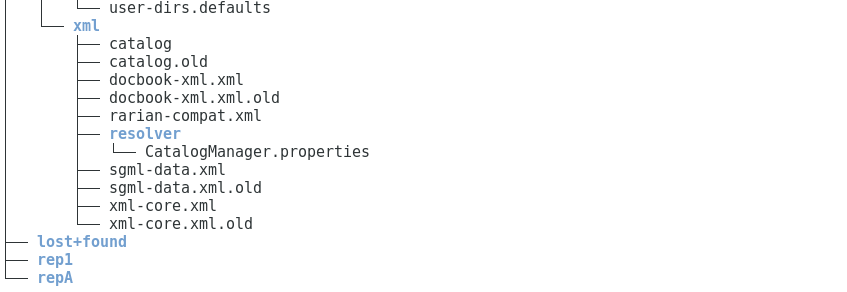 user-dirs.defaults
xml
catalog
catalog.old
docbook-xml.xml
docbook-xml.xml.old
rarian-compat.xml
resolver
CatalogManager.properties
sgml-data.xml
sgml-data.xml.old
xml-core.xml
xml-core.xml.old
lost+found
rep1
repA